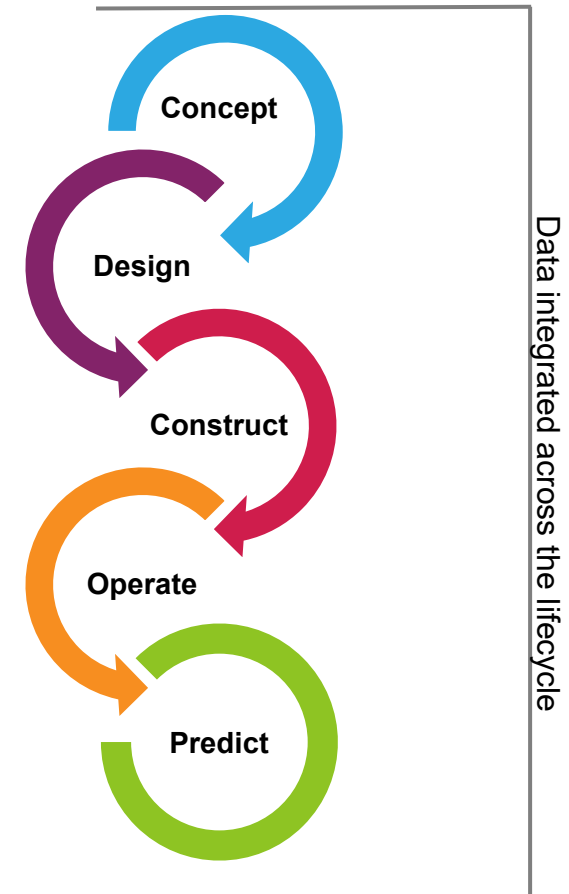 Concept
Design
Construct
Operate
Predict
Data integrated across the lifecycle